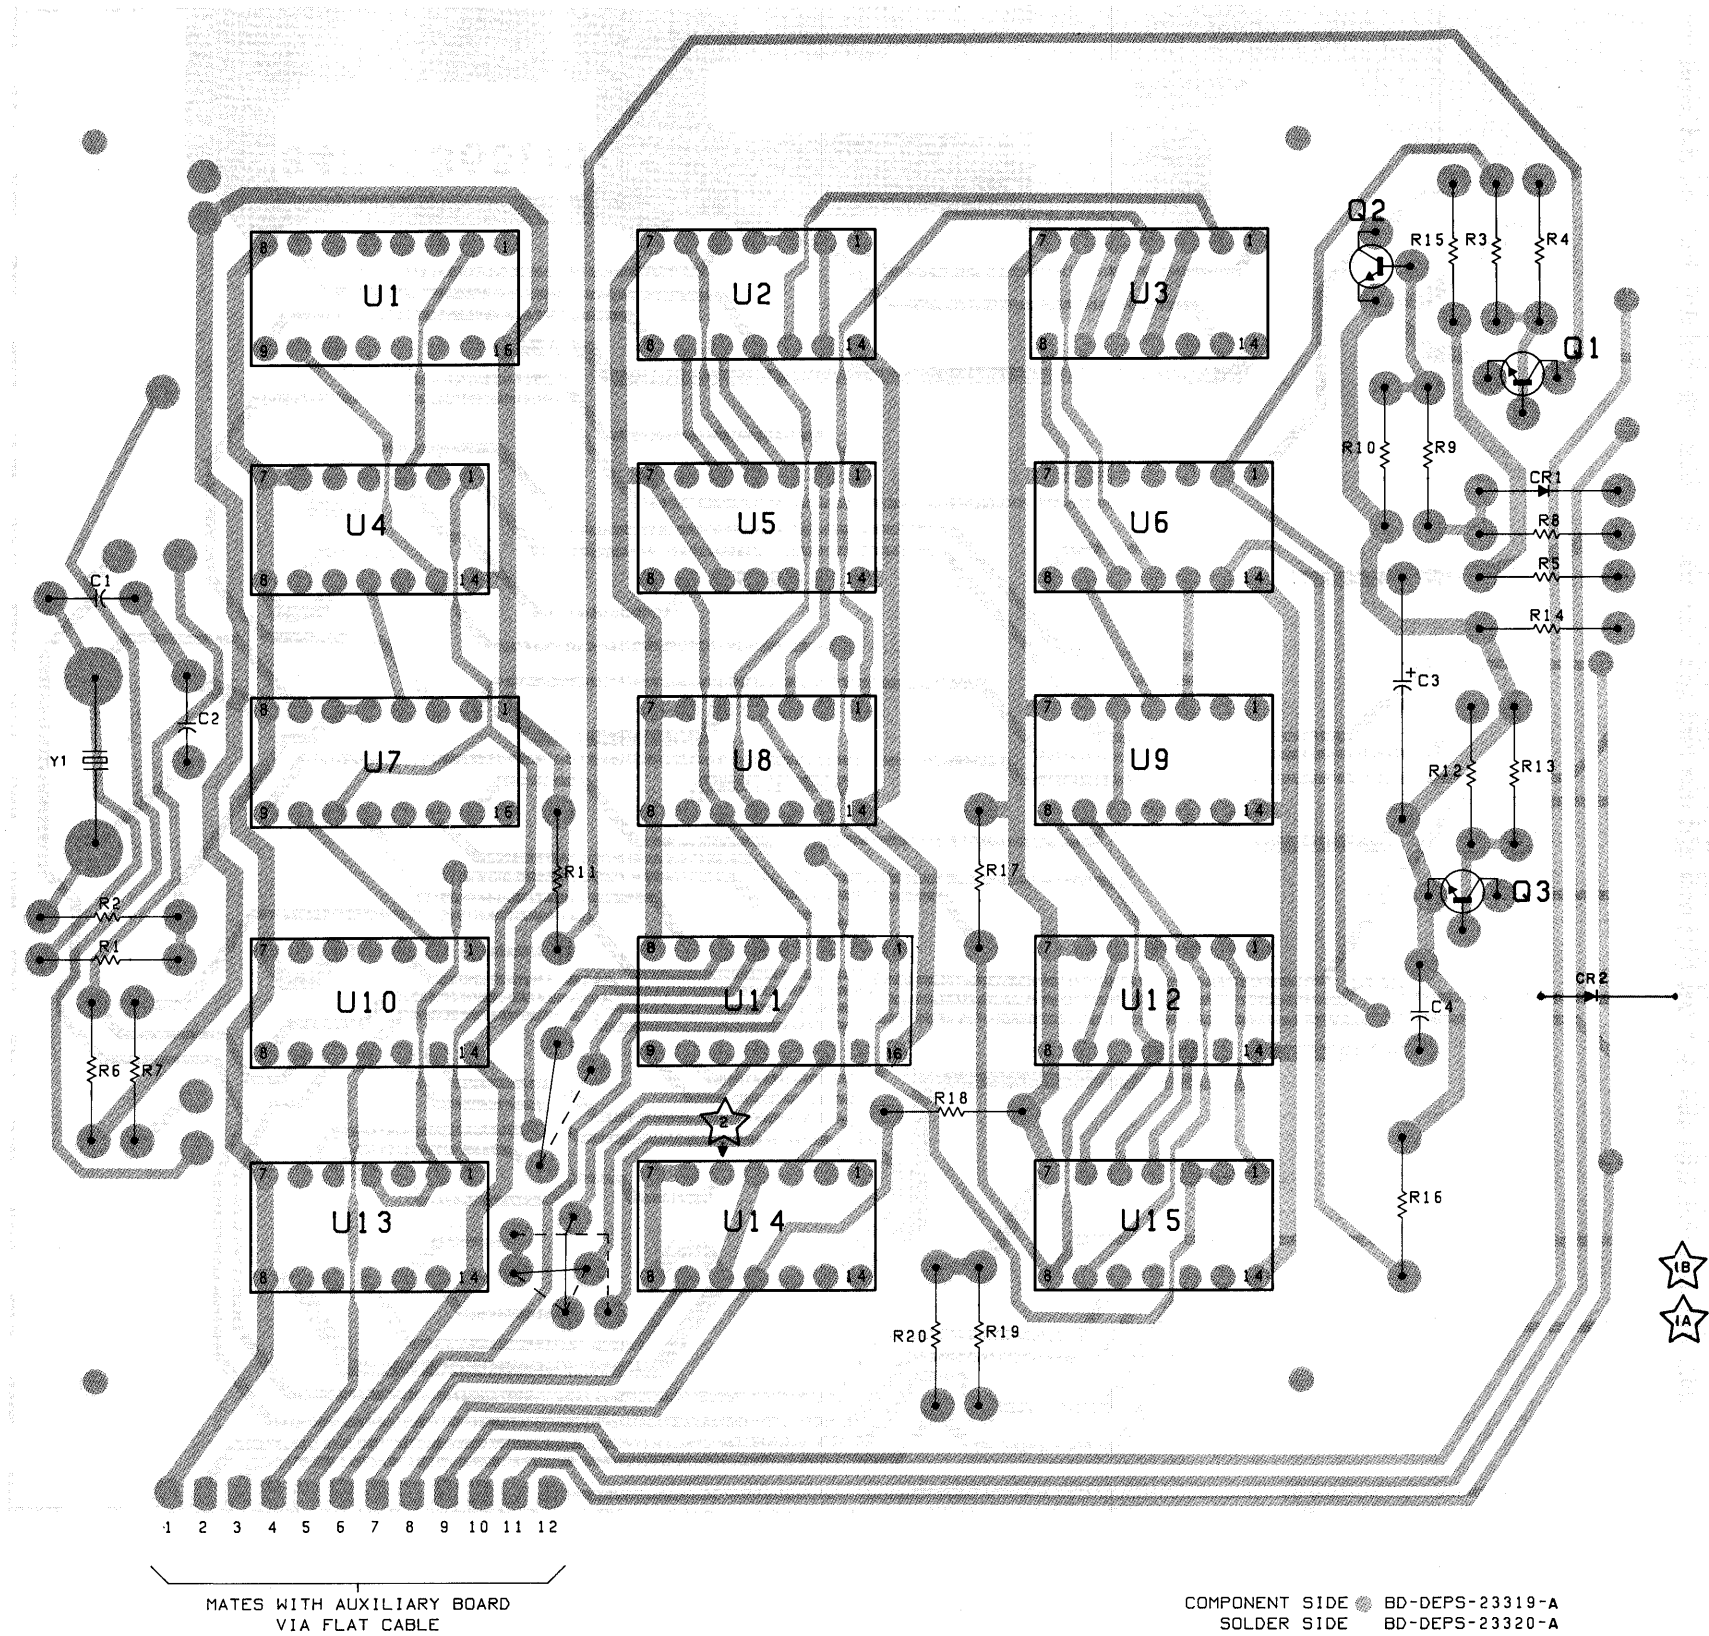 Q2
R15 R3 R4
8 1 7 1 7 1
U1 U2 U3
9 16 8 14 8 14
Q1
R10 R9
7 1 7 1 7 1
CR1
U4 U5 U6
R8
R5
8 14 8 14 8 14
C1
R14
C3
+
8 1 7 1 7 1
C2
Y1 U7 U8 U9
R12 R13
9 16 8 14 8 14
R11 R17
Q3
R2
R1
7 1 8 1 7 1
CR2
U10 U11 U12
C4
8 14 9 16 8 14
R6 R7
R18
2
7 1 7 1 7 1
R16
U13 U14 U15
8 14 8 14 8 14
1B
1A
R20 R19
1 2 3 4 5 6 7 8 9 10 11 12
MATES WITH AUXILIARY BOARD
VIA FLAT CABLE
COMPONENT SIDE BD-DEPS-23319-A
SOLDER SIDE BD-DEPS-23320-A